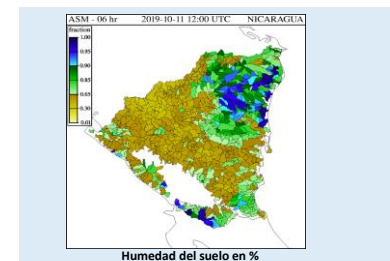 ASM - 06 hr 2019-10-11 12:00 UTC NICARAGUA
fraction
1.00
0.95
0.90
0.85
0.65
0.30
0.01
Humedad del suelo en %